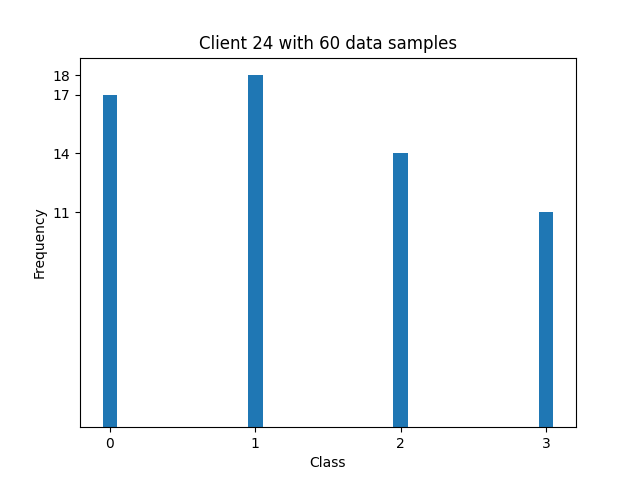 Client 24 with 60 data samples
18
17
14
11
Frequency
0 1 2 3
Class